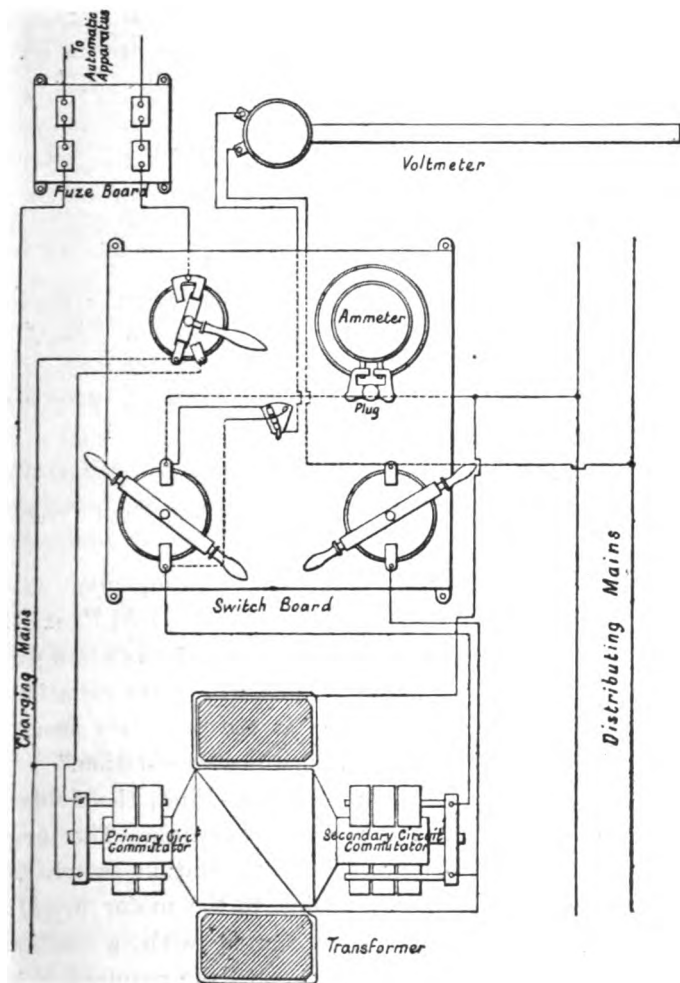 To
Automatic
Apparatus
Fuze Board
Voltmeter
Ammeter
Plug
Switch Board
Charging Mains
Distributing Mains
Primary Circt
Commutator
Secondary Circuit
Commutator
Transformer